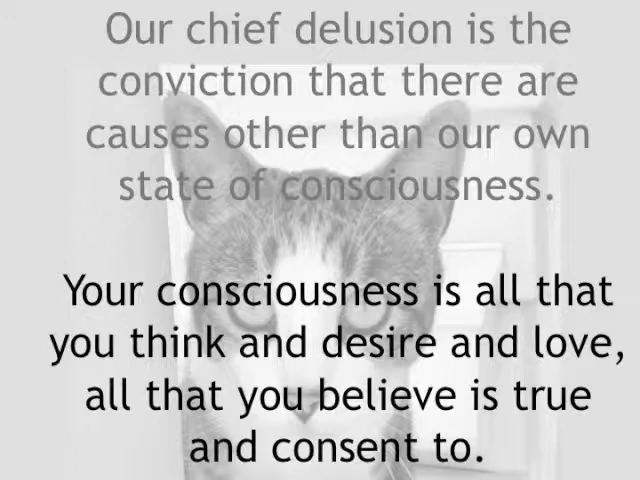 Our chief delusion is the
conviction that there are
causes other than our own
state of consciousness.
Your consciousness is all that
you think and desire and love,
all that you believe is true
and consent to.